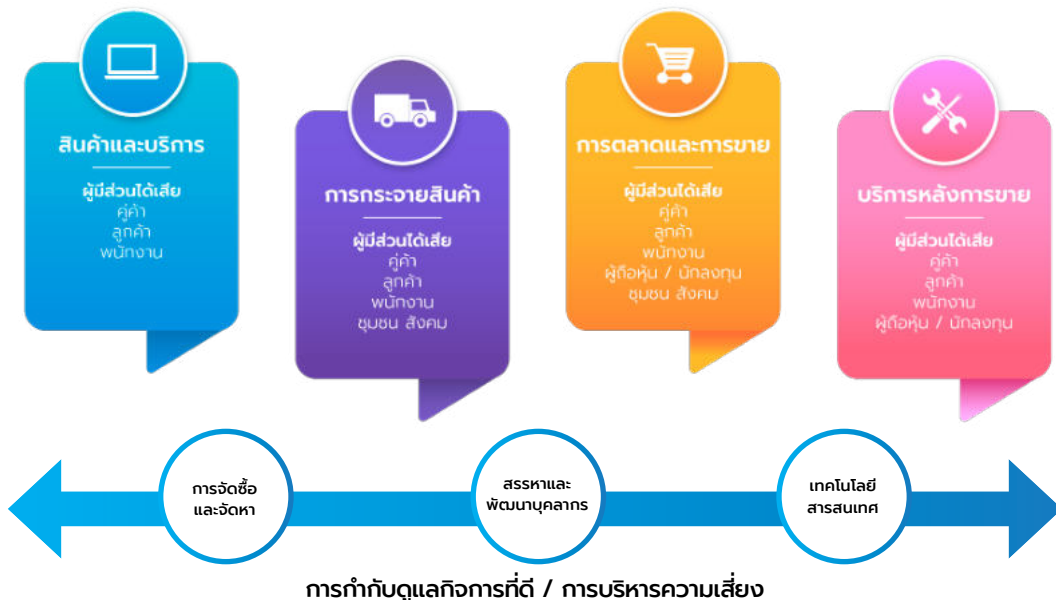 สินค้าและบริการ
ผู้มีส่วนได้เสีย
คู่ค้า
ลูกค้า
พนักงาน
การกระจายสินค้า
ผู้มีส่วนได้เสีย
คู่ค้า
ลูกค้า
พนักงาน
ชุมชน สังคม
การตลาดและการขาย
ผู้มีส่วนได้เสีย
คู่ค้า
ลูกค้า
พนักงาน
ผู้ถือหุ้น / นักลงทุน
ชุมชน สังคม
บริการหลังการขาย
ผู้มีส่วนได้เสีย
คู่ค้า
ลูกค้า
พนักงาน
ผู้ถือหุ้น / นักลงทุน
การจัดซื้อ
และจัดหา
สรรหาและ
พัฒนาบุคลากร
เทคโนโลยี
สารสนเทศ
การกำกับดูแลกิจการที่ดี / การบริหารความเสี่ยง